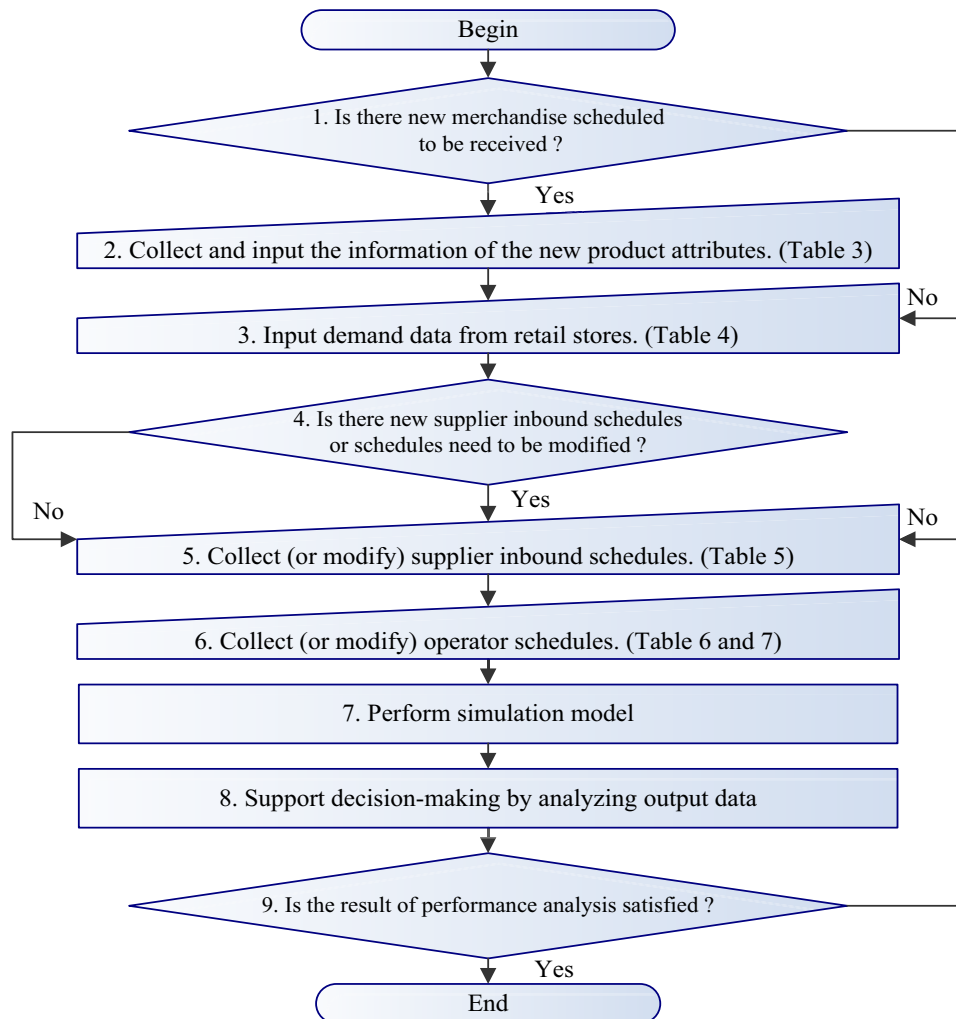 Begin
1. Is there new merchandise scheduled
to be received ?
Yes
2. Collect and input the information of the new product attributes. (Table 3)
No
3. Input demand data from retail stores. (Table 4)
4. Is there new supplier inbound schedules
or schedules need to be modified ?
Yes
No
No
5. Collect (or modify) supplier inbound schedules. (Table 5)
6. Collect (or modify) operator schedules. (Table 6 and 7)
7. Perform simulation model
8. Support decision-making by analyzing output data
9. Is the result of performance analysis satisfied ?
Yes
End